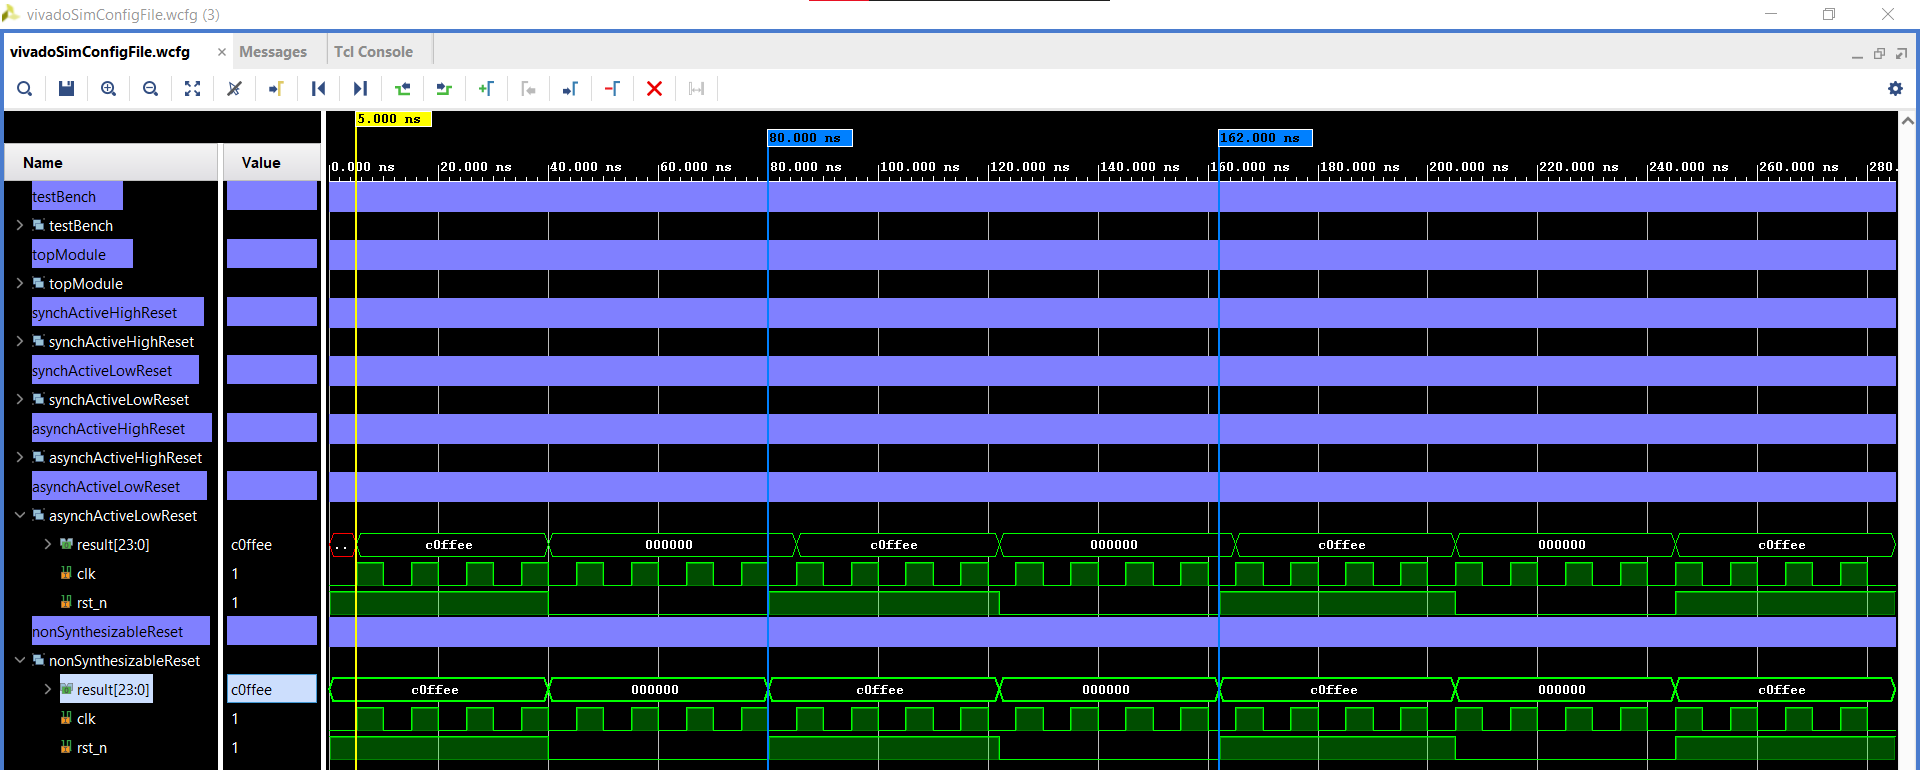 vivadoSimConfigFile.wcfg (3)
vivadoSimConfigFile.wcfg × Messages Tcl Console
5.000 ns
80.000 ns 162.000 ns
Name Value
0.000 ns 20.000 ns 40.000 ns 60.000 ns 80.000 ns 100.000 ns 120.000 ns 140.000 ns 160.000 ns 180.000 ns 200.000 ns 220.000 ns 240.000 ns 260.000 ns 280.
testBench
testBench
topModule
topModule
synchActiveHighReset
synchActiveHighReset
synchActiveLowReset
synchActiveLowReset
asynchActiveHighReset
asynchActiveHighReset
asynchActiveLowReset
asynchActiveLowReset
result[23:0] c0ffee .. c0ffee 000000 c0ffee 000000 c0ffee 000000 c0ffee
clk 1
rst_n 1
nonSynthesizableReset
nonSynthesizableReset
result[23:0] c0ffee c0ffee 000000 c0ffee 000000 c0ffee 000000 c0ffee
clk 1
rst_n 1